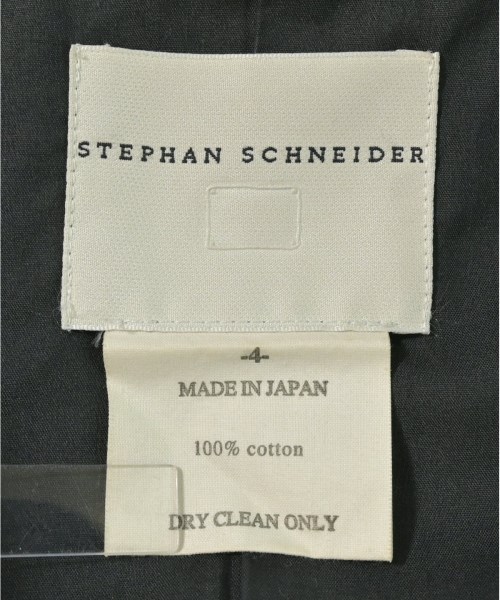 STEPHAN SCHNEIDER
-4-
MADE IN JAPAN
100% cotton
DRY CLEAN ONLY